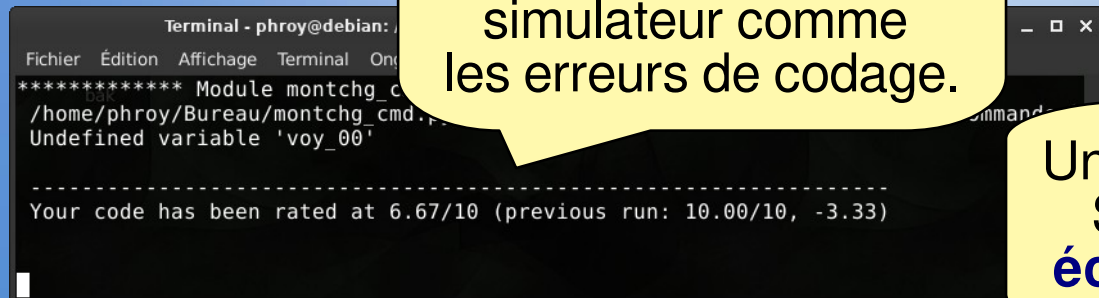 simulateur comme
les erreurs de codage.
Terminal - phroy@debian:
Fichier Édition Affichage Terminal
************* Module montchg_c
/home/phroy/Bureau/montchg_cmd.
Undefined variable 'voy_00'
--------------------------------------------------------------------
Your code has been rated at 6.67/10 (previous run: 10.00/10, -3.33)